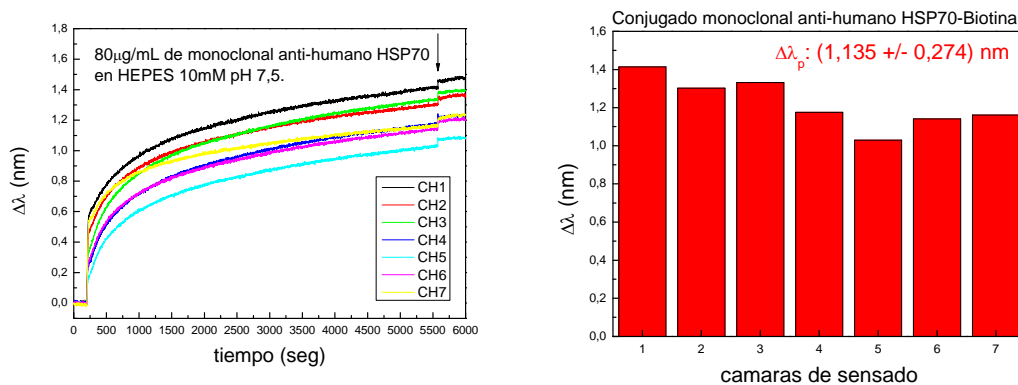 80µg/mL de monoclonal anti-humano HSP70
en HEPES 10mM pH 7,5.
1,8
1,6
1,4
1,2
1,0
0,8
0,6
0,4
0,2
0,0
Δλ (nm)
CH1
CH2
CH3
CH4
CH5
CH6
CH7
0 500 1000 1500 2000 2500 3000 3500 4000 4500 5000 5500 6000
tiempo (seg)
Conjugado monoclonal anti-humano HSP70-Biotina
Δλp: (1,135 +/- 0,274) nm
1,6
1,4
1,2
1,0
0,8
0,6
0,4
0,2
0,0
Δλ (nm)
1 2 3 4 5 6 7
camaras de sensado